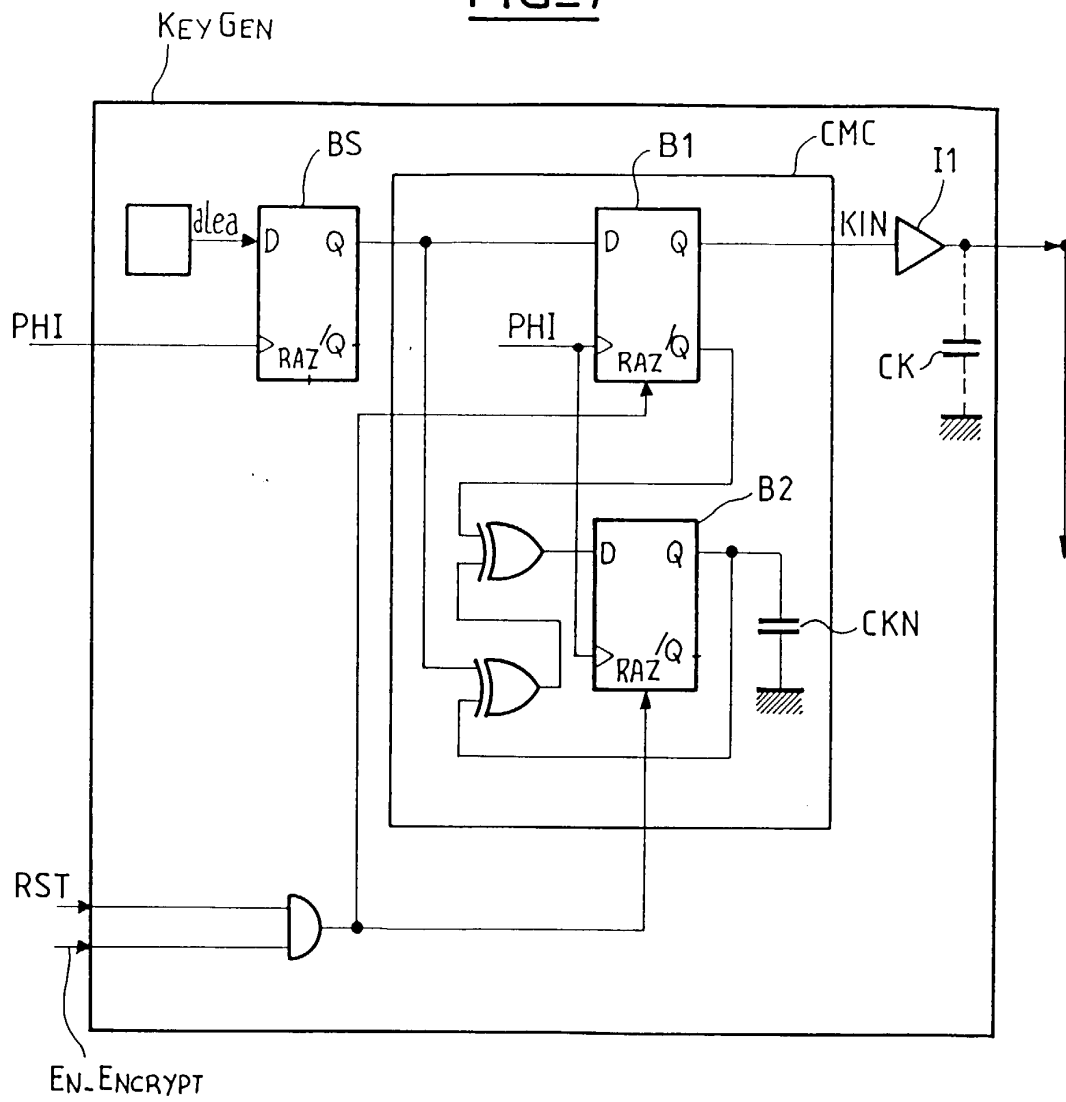 KEY GEN
BS
B1
CMC
I1
alea
D Q
D Q
KIN
PHI
PHI
RAZ /Q
RAZ /Q
CK
B2
D Q
CKN
RAZ /Q
RST
EN_ENCRYPT